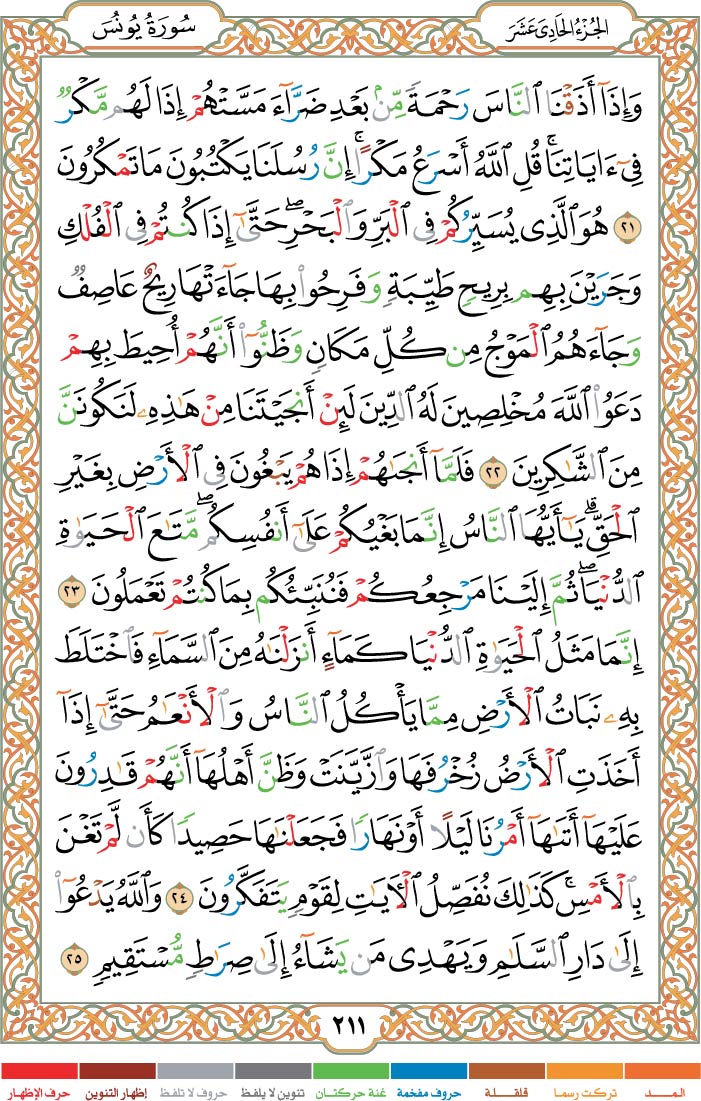 الجُزْءُ الحَادِي عَشَرَ
سُورَةُ يُونُسَ
وَإِذَآ أَذَقْنَا ٱلنَّاسَ رَحْمَةً مِّنۢ بَعْدِ ضَرَّآءَ مَسَّتْهُمْ إِذَا لَهُم مَّكْرٌ
فِىٓ ءَايَاتِنَا ۚ قُلِ ٱللَّهُ أَسْرَعُ مَكْرًا ۚ إِنَّ رُسُلَنَا يَكْتُبُونَ مَا تَمْكُرُونَ
٢١ هُوَ ٱلَّذِى يُسَيِّرُكُمْ فِى ٱلْبَرِّ وَٱلْبَحْرِ ۖ حَتَّىٰٓ إِذَا كُنتُمْ فِى ٱلْفُلْكِ
وَجَرَيْنَ بِهِم بِرِيحٍ طَيِّبَةٍ وَفَرِحُوا۟ بِهَا جَآءَتْهَا رِيحٌ عَاصِفٌ
وَجَآءَهُمُ ٱلْمَوْجُ مِن كُلِّ مَكَانٍ وَظَنُّوٓا۟ أَنَّهُمْ أُحِيطَ بِهِمْ
دَعَوُا۟ ٱللَّهَ مُخْلِصِينَ لَهُ ٱلدِّينَ لَئِنْ أَنجَيْتَنَا مِنْ هَٰذِهِۦ لَنَكُونَنَّ
مِنَ ٱلشَّٰكِرِينَ ٢٢ فَلَمَّآ أَنجَىٰهُمْ إِذَا هُمْ يَبْغُونَ فِى ٱلْأَرْضِ بِغَيْرِ
ٱلْحَقِّ ۗ يَٰٓأَيُّهَا ٱلنَّاسُ إِنَّمَا بَغْيُكُمْ عَلَىٰٓ أَنفُسِكُم ۖ مَّتَٰعَ ٱلْحَيَوٰةِ
ٱلدُّنْيَا ۖ ثُمَّ إِلَيْنَا مَرْجِعُكُمْ فَنُنَبِّئُكُم بِمَا كُنتُمْ تَعْمَلُونَ ٢٣
إِنَّمَا مَثَلُ ٱلْحَيَوٰةِ ٱلدُّنْيَا كَمَآءٍ أَنزَلْنَٰهُ مِنَ ٱلسَّمَآءِ فَٱخْتَلَطَ
بِهِۦ نَبَاتُ ٱلْأَرْضِ مِمَّا يَأْكُلُ ٱلنَّاسُ وَٱلْأَنْعَٰمُ حَتَّىٰٓ إِذَآ
أَخَذَتِ ٱلْأَرْضُ زُخْرُفَهَا وَٱزَّيَّنَتْ وَظَنَّ أَهْلُهَآ أَنَّهُمْ قَٰدِرُونَ
عَلَيْهَآ أَتَىٰهَآ أَمْرُنَا لَيْلًا أَوْ نَهَارًا فَجَعَلْنَٰهَا حَصِيدًا كَأَن لَّمْ تَغْنَ
بِٱلْأَمْسِ ۚ كَذَٰلِكَ نُفَصِّلُ ٱلْءَايَٰتِ لِقَوْمٍ يَتَفَكَّرُونَ ٢٤ وَٱللَّهُ يَدْعُوٓا۟
إِلَىٰ دَارِ ٱلسَّلَٰمِ وَيَهْدِى مَن يَشَآءُ إِلَىٰ صِرَٰطٍ مُّسْتَقِيمٍ ٢٥
٢١١
المـــد تركت رسما قلقـلة حروف مفخمة غنة حركتان تنوين لا يلفظ حروف لا تلفظ إظهار التنوين حرف الإظهار